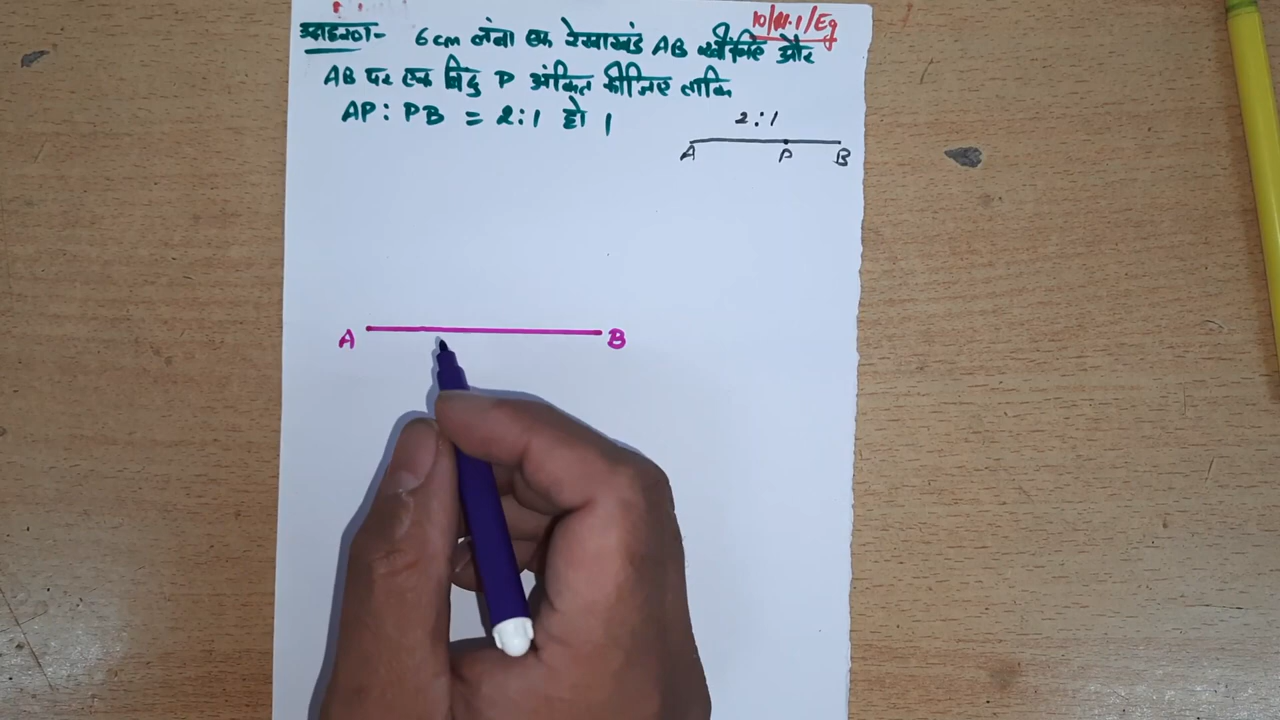 10/11.1/Eg
उदाहरण- 6cm लंबा एक रेखाखंड AB खींचिए और
AB पर एक बिंदु P अंकित कीजिए ताकि
AP : PB = 2:1 हो ।
2:1
A P B
A B